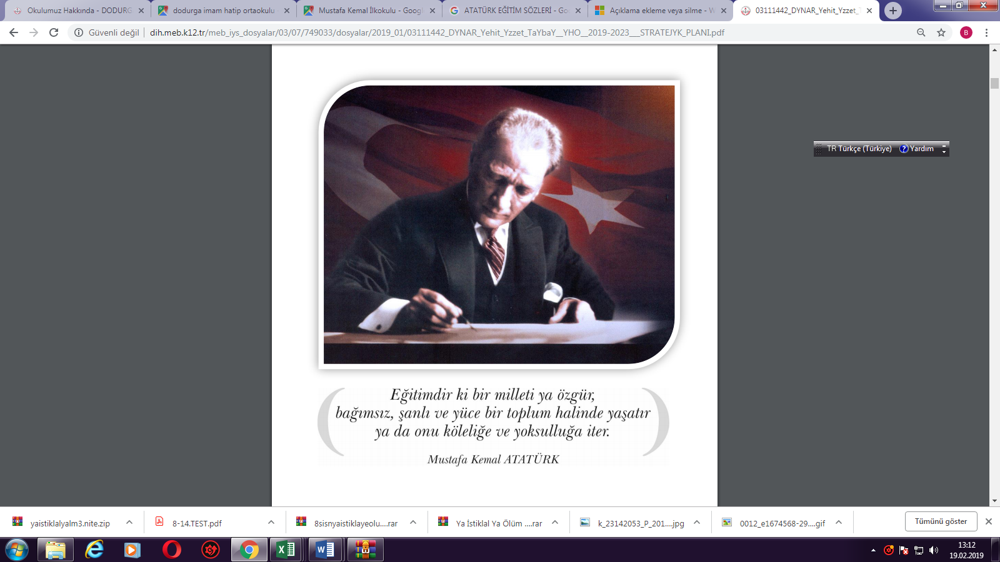 Okulumuz Hakkında - DODURG
dodurga imam hatip ortaokulu
Mustafa Kemal İlkokulu - Goog
ATATÜRK EĞİTİM SÖZLERİ - Go
Açıklama ekleme veya silme - W
03111442_DYNAR_Yehit_Yzzet_T
Güvenli değil
dih.meb.k12.tr/meb_iys_dosyalar/03/07/749033/dosyalar/2019_01/03111442_DYNAR_Yehit_Yzzet_TaYbaY__YHO__2019-2023___STRATEJYK_PLANI.pdf
B
TR Türkçe (Türkiye)
? Yardım
Eğitimdir ki bir milleti ya özgür,
bağımsız, şanlı ve yüce bir toplum halinde yaşatır
ya da onu köleliğe ve yoksulluğa iter.
Mustafa Kemal ATATÜRK
yaistiklalyalm3.nite.zip
8-14.TEST.pdf
8sisnyaistiklayeolu....rar
Ya İstiklal Ya Ölüm ....rar
k_23142053_P_201....jpg
0012_e1674568-29....gif
Tümünü göster
13:12
19.02.2019